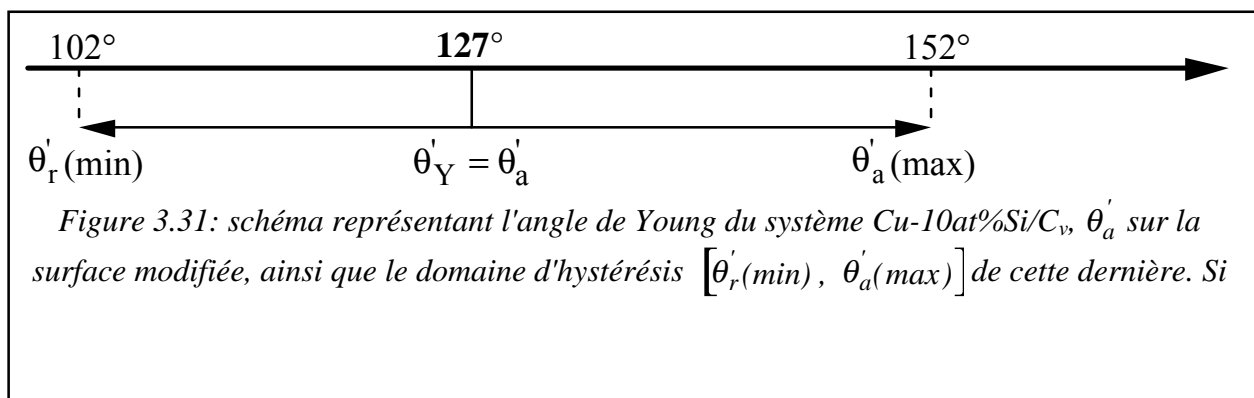 102° 127° 152°
θ'r(min) θ'Y = θ'a θ'a(max)
Figure 3.31: schéma représentant l'angle de Young du système Cu-10at%Si/Cv, θ'a sur la
surface modifiée, ainsi que le domaine d'hystérésis [θ'r(min) , θ'a(max)] de cette dernière. Si